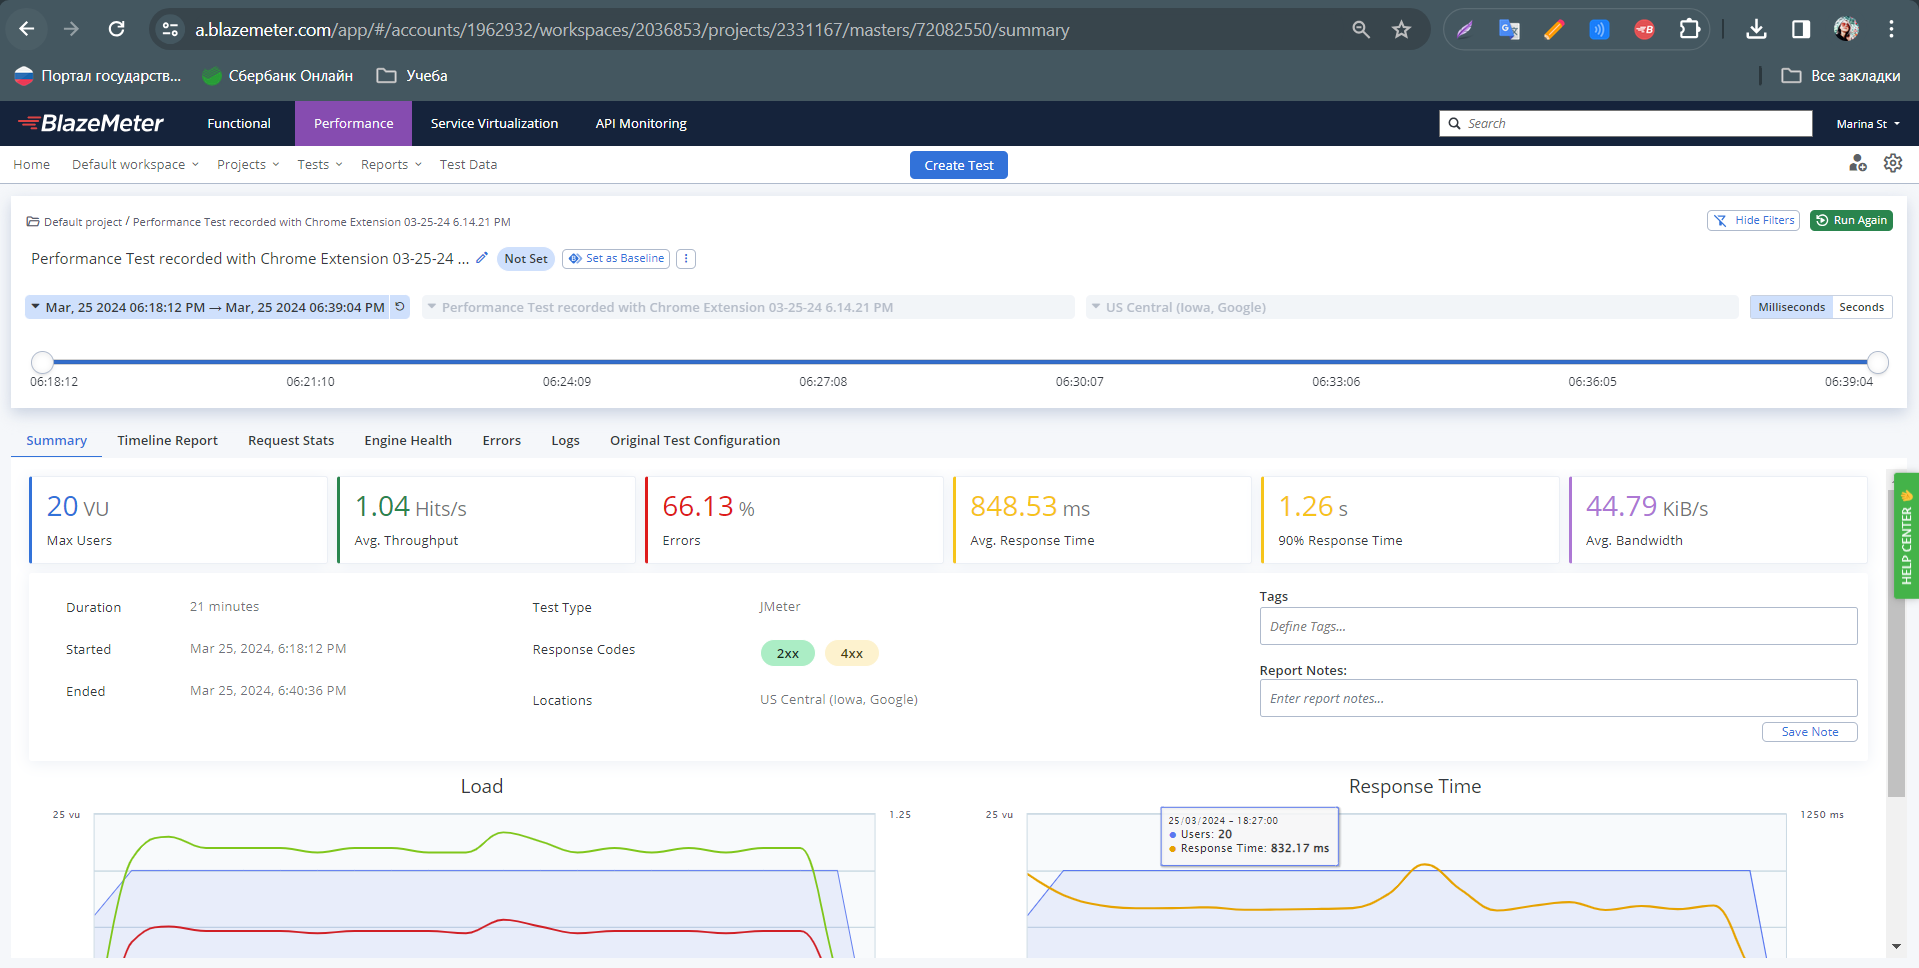 a.blazemeter.com/app/#/accounts/1962932/workspaces/2036853/projects/2331167/masters/72082550/summary
Портал государств...
Сбербанк Онлайн
Учеба
Все закладки
BlazeMeter
Functional
Performance
Service Virtualization
API Monitoring
Search
Marina St
Home
Default workspace
Projects
Tests
Reports
Test Data
Create Test
Default project / Performance Test recorded with Chrome Extension 03-25-24 6.14.21 PM
Hide Filters
Run Again
Performance Test recorded with Chrome Extension 03-25-24 ...
Not Set
Set as Baseline
Mar, 25 2024 06:18:12 PM → Mar, 25 2024 06:39:04 PM
Performance Test recorded with Chrome Extension 03-25-24 6.14.21 PM
US Central (Iowa, Google)
Milliseconds
Seconds
06:18:12
06:21:10
06:24:09
06:27:08
06:30:07
06:33:06
06:36:05
06:39:04
Summary
Timeline Report
Request Stats
Engine Health
Errors
Logs
Original Test Configuration
20 VU
Max Users
1.04 Hits/s
Avg. Throughput
66.13 %
Errors
848.53 ms
Avg. Response Time
1.26 s
90% Response Time
44.79 KiB/s
Avg. Bandwidth
HELP CENTER
Duration
21 minutes
Started
Mar 25, 2024, 6:18:12 PM
Ended
Mar 25, 2024, 6:40:36 PM
Test Type
JMeter
Response Codes
2xx
4xx
Locations
US Central (Iowa, Google)
Tags
Define Tags...
Report Notes:
Enter report notes...
Save Note
Load
25 vu
1.25
Response Time
25 vu
1250 ms
25/03/2024 – 18:27:00
Users: 20
Response Time: 832.17 ms